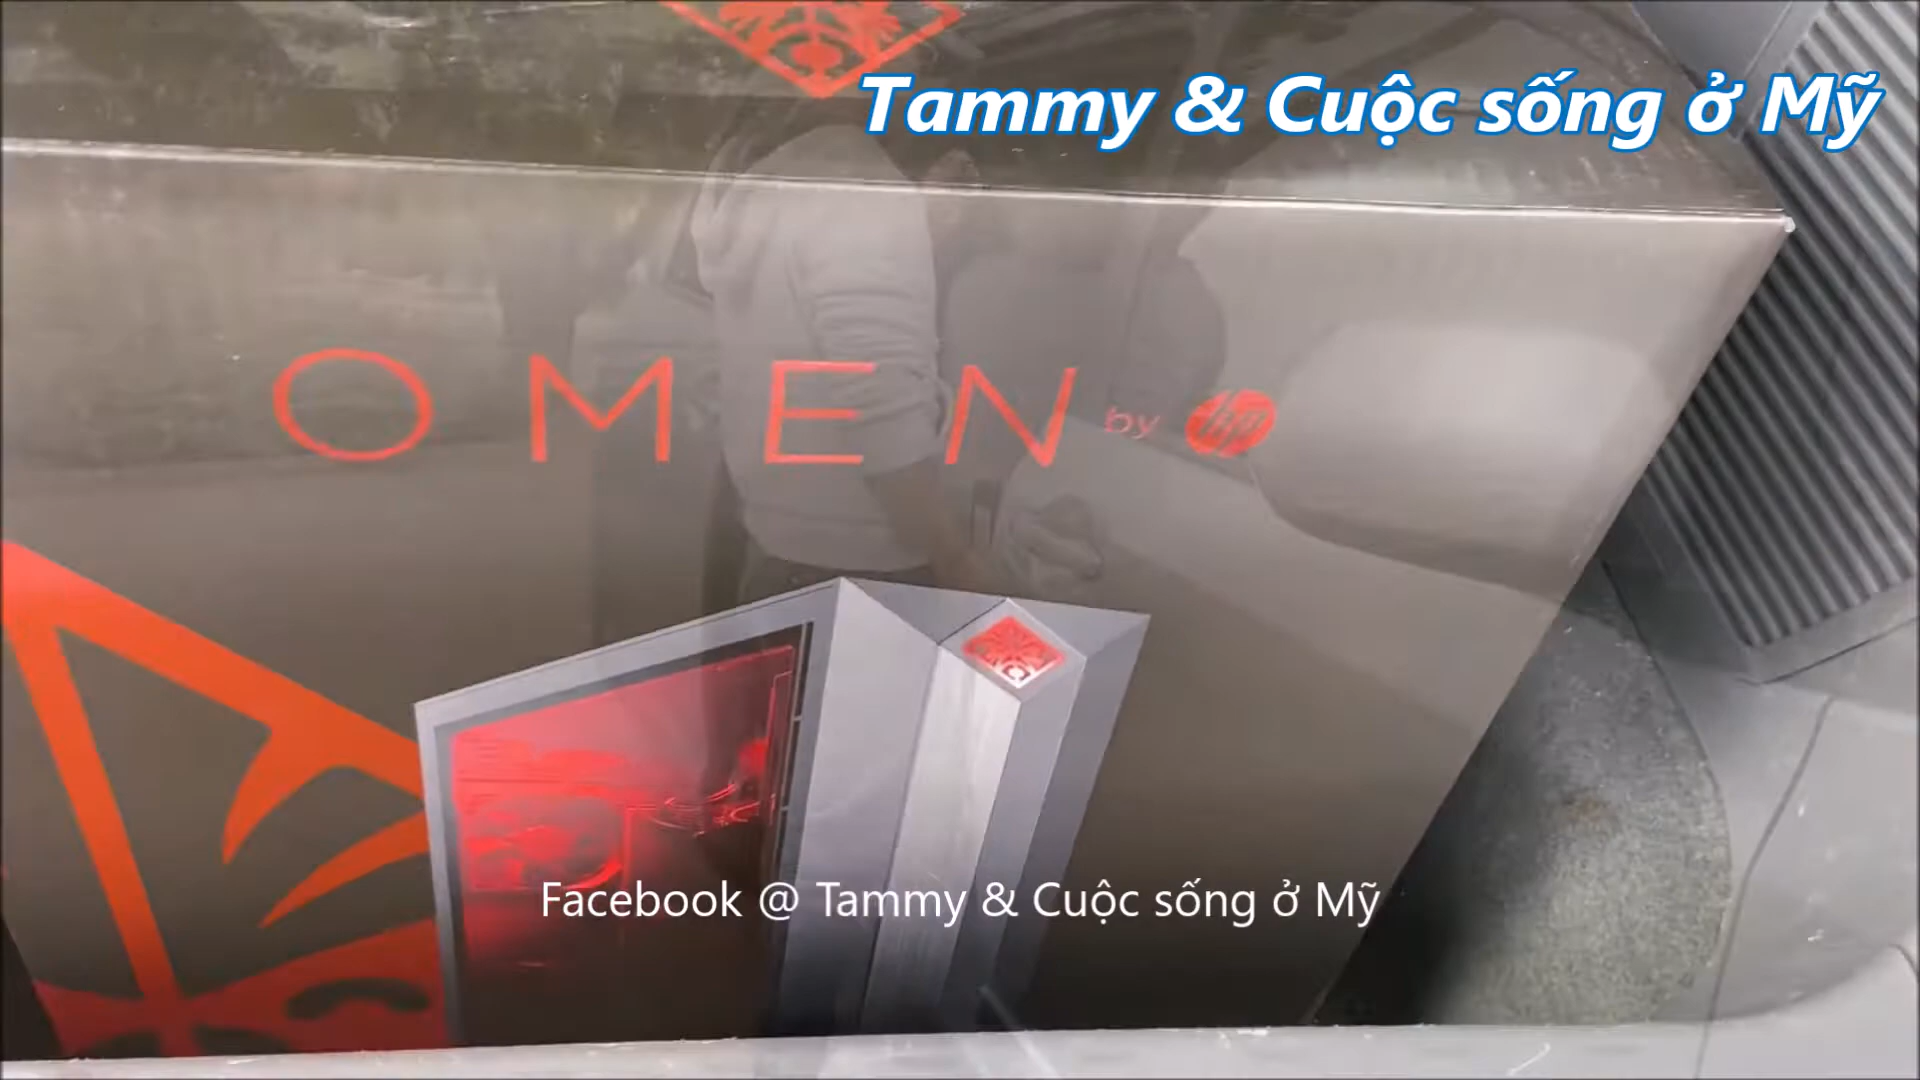 Tammy & Cuộc sống ở Mỹ
OMEN by hp
Facebook @ Tammy & Cuộc sống ở Mỹ